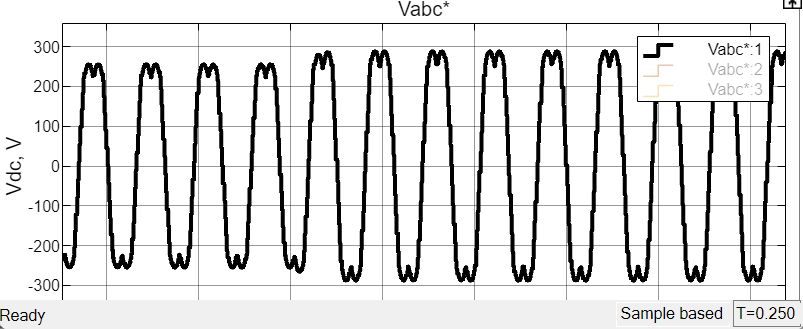 Vabc*
300
200
100
0
-100
-200
-300
Vdc, V
Vabc*:1
Vabc*:2
Vabc*:3
Ready
Sample based
T=0.250